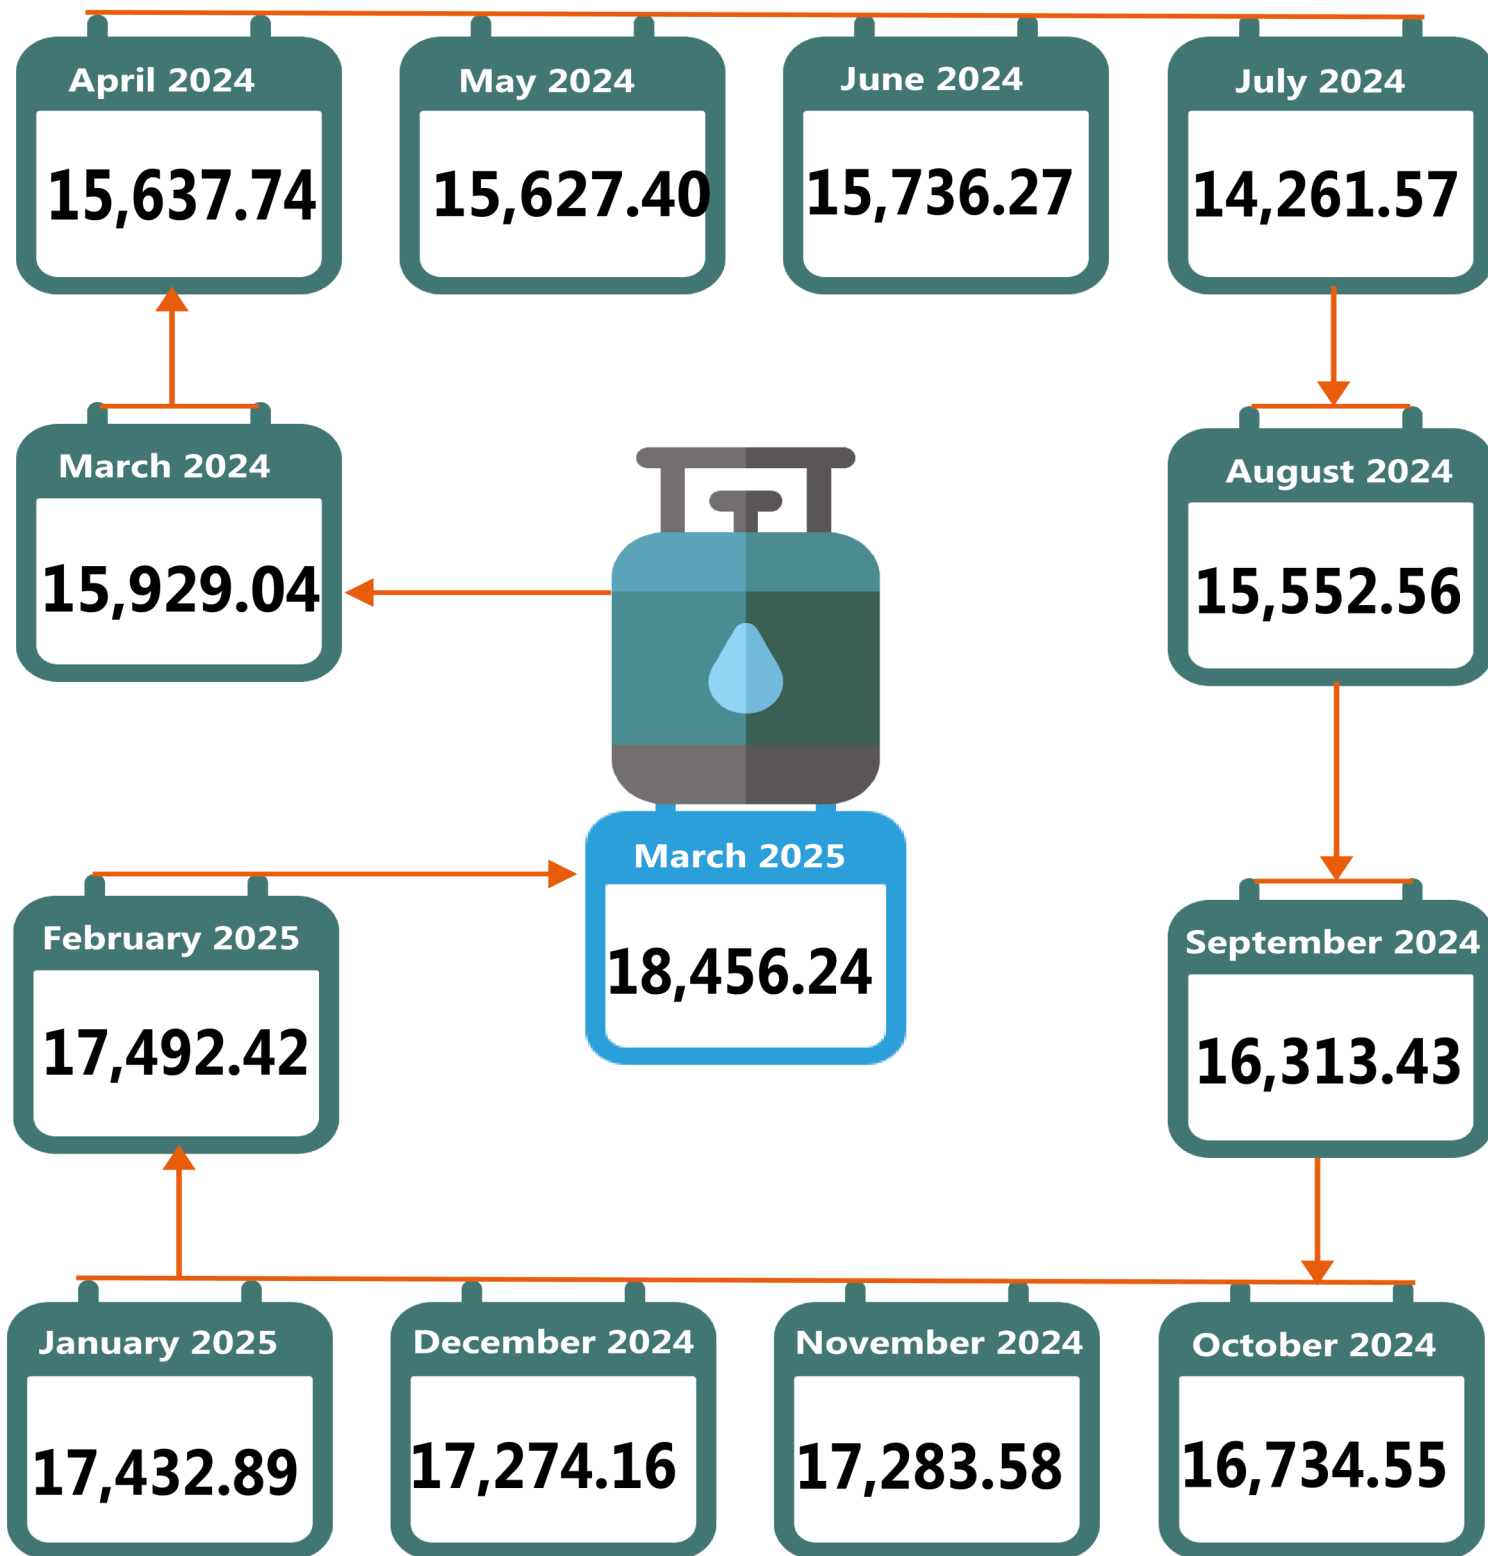 April 2024
15,637.74
May 2024
15,627.40
June 2024
15,736.27
July 2024
14,261.57
March 2024
15,929.04
August 2024
15,552.56
March 2025
18,456.24
February 2025
17,492.42
September 2024
16,313.43
January 2025
17,432.89
December 2024
17,274.16
November 2024
17,283.58
October 2024
16,734.55